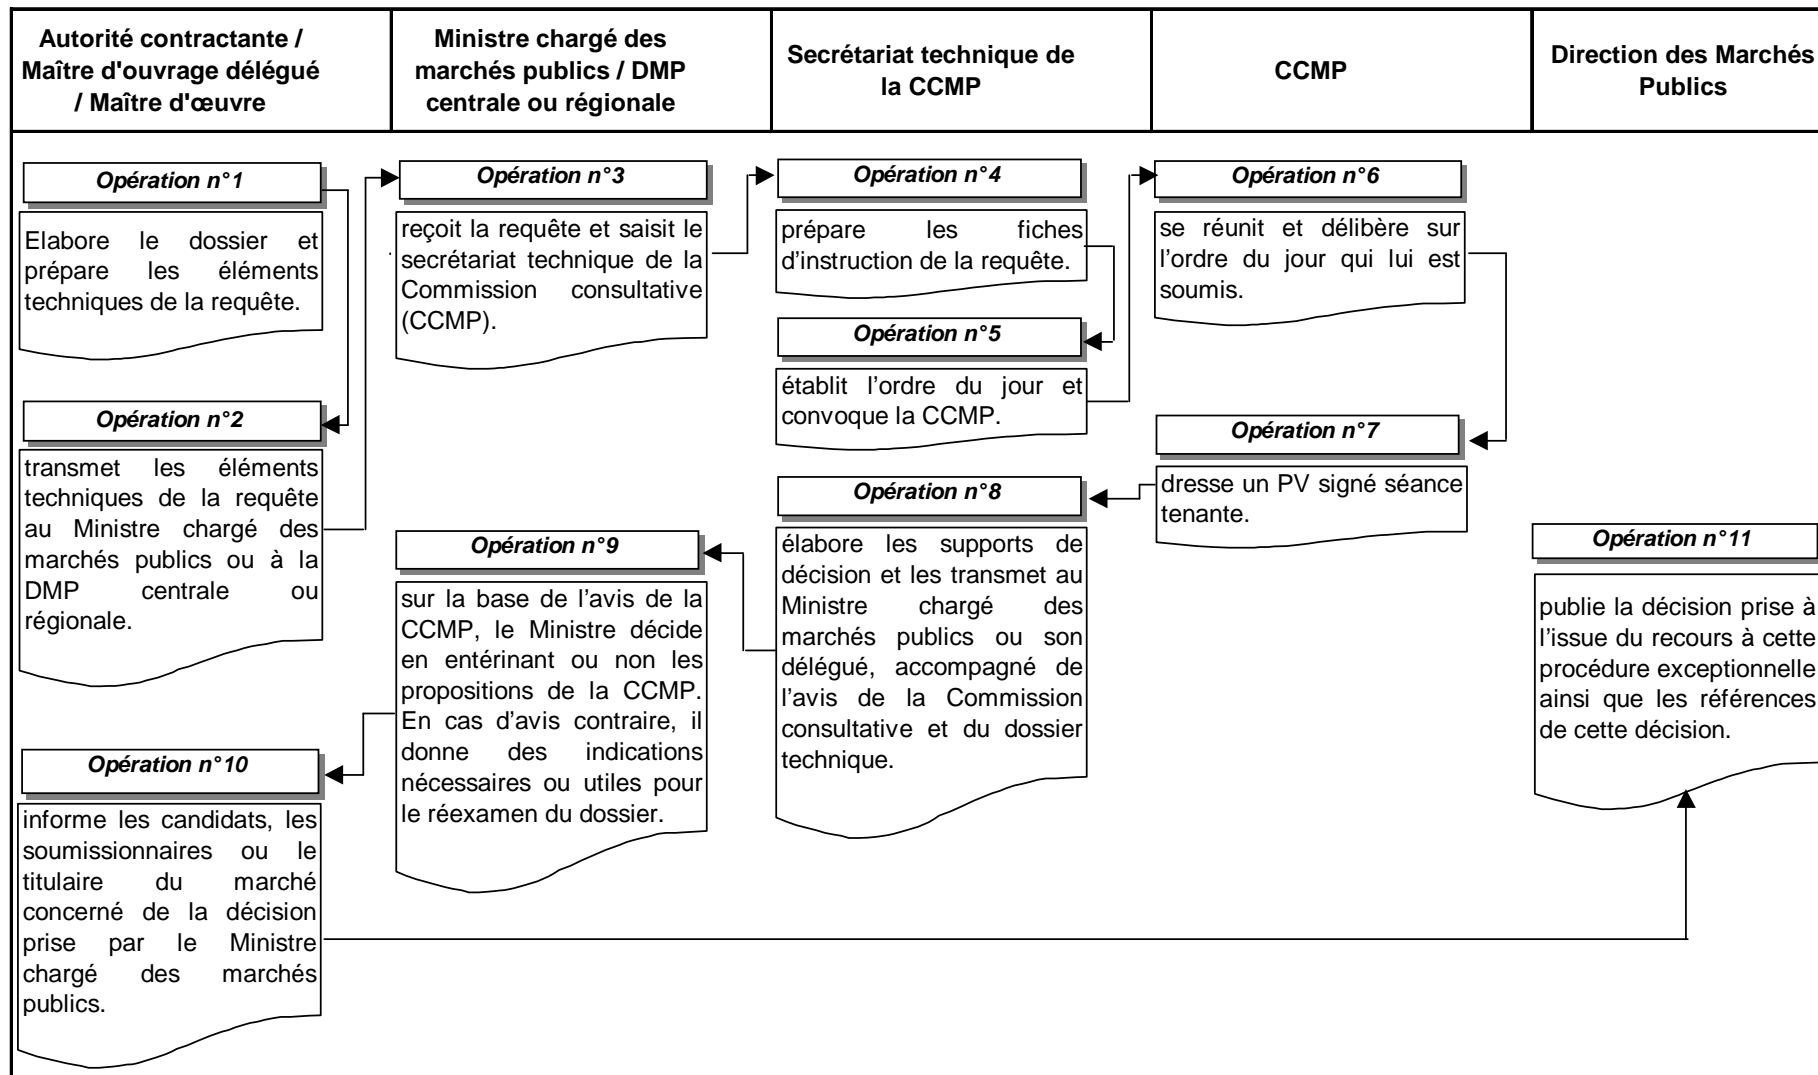 Autorité contractante /
Maître d'ouvrage délégué
/ Maître d'œuvre
Ministre chargé des
marchés publics / DMP
centrale ou régionale
Secrétariat technique de
la CCMP
CCMP
Direction des Marchés
Publics
Opération n°1
Elabore le dossier et
prépare les éléments
techniques de la requête.
Opération n°2
transmet les éléments
techniques de la requête
au Ministre chargé des
marchés publics ou à la
DMP centrale ou
régionale.
Opération n°3
reçoit la requête et saisit le
secrétariat technique de la
Commission consultative
(CCMP).
Opération n°4
prépare les fiches
d'instruction de la requête.
Opération n°5
établit l'ordre du jour et
convoque la CCMP.
Opération n°6
se réunit et délibère sur
l'ordre du jour qui lui est
soumis.
Opération n°7
dresse un PV signé séance
tenante.
Opération n°8
élabore les supports de
décision et les transmet au
Ministre chargé des
marchés publics ou son
délégué, accompagné de
l'avis de la Commission
consultative et du dossier
technique.
Opération n°9
sur la base de l'avis de la
CCMP, le Ministre décide
en entérinant ou non les
propositions de la CCMP.
En cas d'avis contraire, il
donne des indications
nécessaires ou utiles pour
le réexamen du dossier.
Opération n°10
informe les candidats, les
soumissionnaires ou le
titulaire du marché
concerné de la décision
prise par le Ministre
chargé des marchés
publics.
Opération n°11
publie la décision prise à
l'issue du recours à cette
procédure exceptionnelle
ainsi que les références
de cette décision.